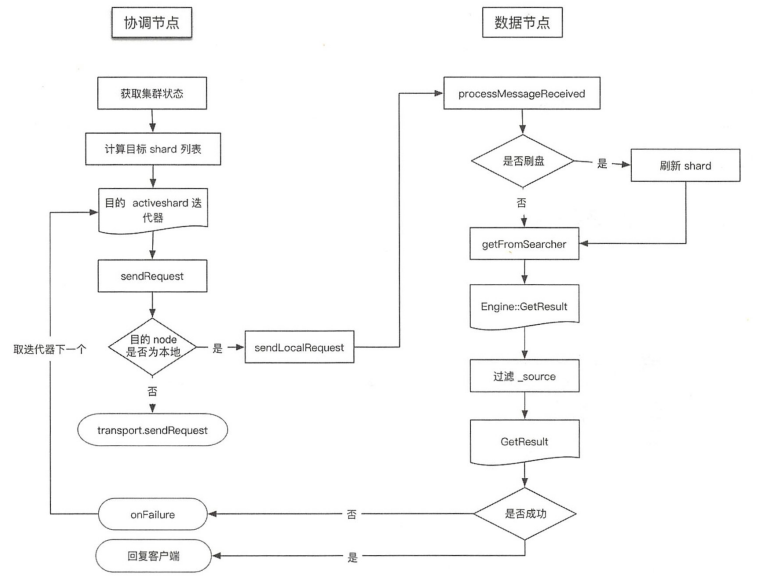 协调节点
数据节点
获取集群状态
计算目标 shard 列表
目的 activeshard 迭
代器
sendRequest
目的 node
是否为本地
是
sendLocalRequest
否
transport.sendRequest
取迭代器下一个
processMessageReceived
是否刷盘
是
刷新 shard
否
getFromSearcher
Engine::GetResult
过滤 _source
GetResult
是否成功
否
onFailure
是
回复客户端